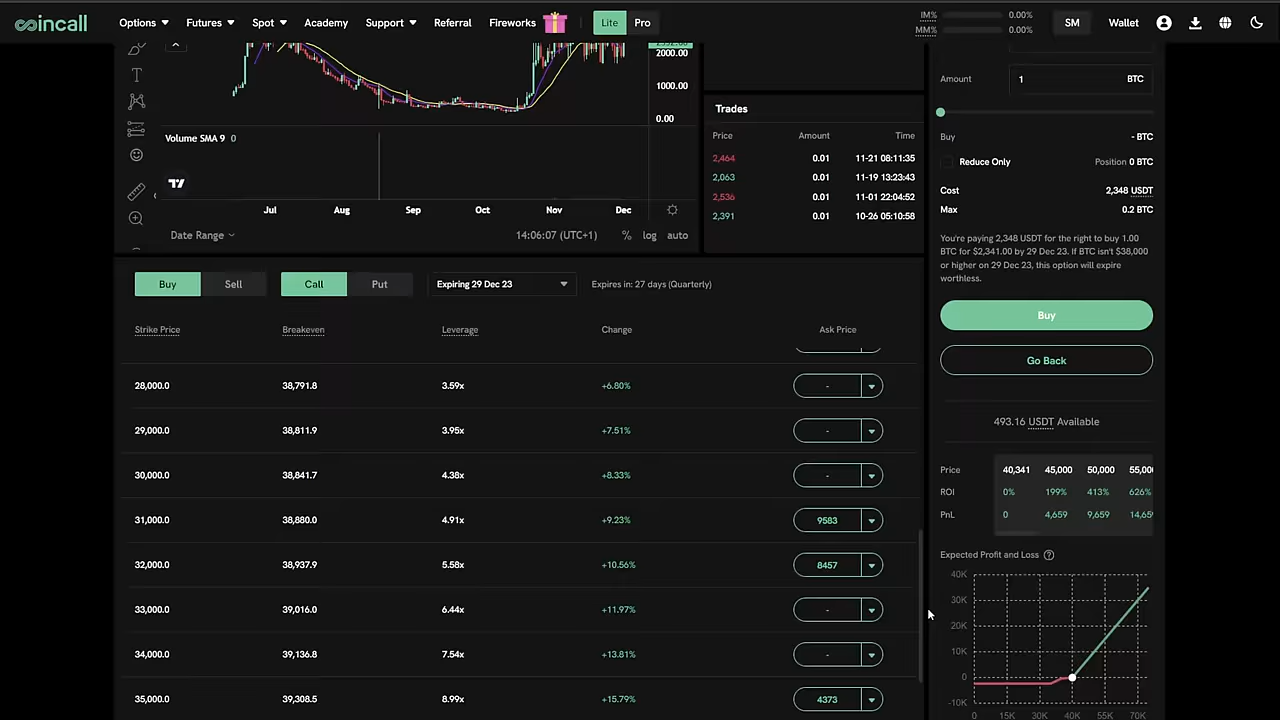 coincall
Options Futures Spot Academy Support Referral Fireworks Lite Pro
IM% 0.00%
MM% 0.00%
SM Wallet
2000.00
1000.00
0.00
Volume SMA 9 0
Jul Aug Sep Oct Nov Dec
Date Range 14:06:07 (UTC+1) % log auto
Trades
Price Amount Time
2,464 0.01 11-21 08:11:35
2,063 0.01 11-19 13:23:43
2,536 0.01 11-01 22:04:52
2,391 0.01 10-26 05:10:58
Amount 1 BTC
Buy - BTC
Reduce Only Position 0 BTC
Cost 2,348 USDT
Max 0.2 BTC
You're paying 2,348 USDT for the right to buy 1.00
BTC for $2,341.00 by 29 Dec 23. If BTC isn't $38,000
or higher on 29 Dec 23, this option will expire
worthless.
Buy
Go Back
493.16 USDT Available
Price 40,341 45,000 50,000 55,000
ROI 0% 199% 413% 626%
PnL 0 4,659 9,659 14,65
Expected Profit and Loss ?
40K
30K
20K
10K
0
-10K
0 15K 30K 40K 55K 70K
Buy Sell Call Put Expiring 29 Dec 23 Expires in: 27 days (Quarterly)
Strike Price Breakeven Leverage Change Ask Price
28,000.0 38,791.8 3.59x +6.80% -
29,000.0 38,811.9 3.95x +7.51% -
30,000.0 38,841.7 4.38x +8.33% -
31,000.0 38,880.0 4.91x +9.23% 9583
32,000.0 38,937.9 5.58x +10.56% 8457
33,000.0 39,016.0 6.44x +11.97% -
34,000.0 39,136.8 7.54x +13.81% -
35,000.0 39,308.5 8.99x +15.79% 4373